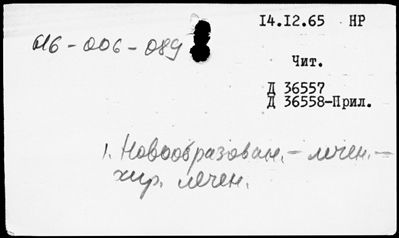 14.12.65 НР
616-006-089
Чит.
Д 36557
Д 36558-Прил.
1. Новообразован. - лечен. -
хир. лечен.